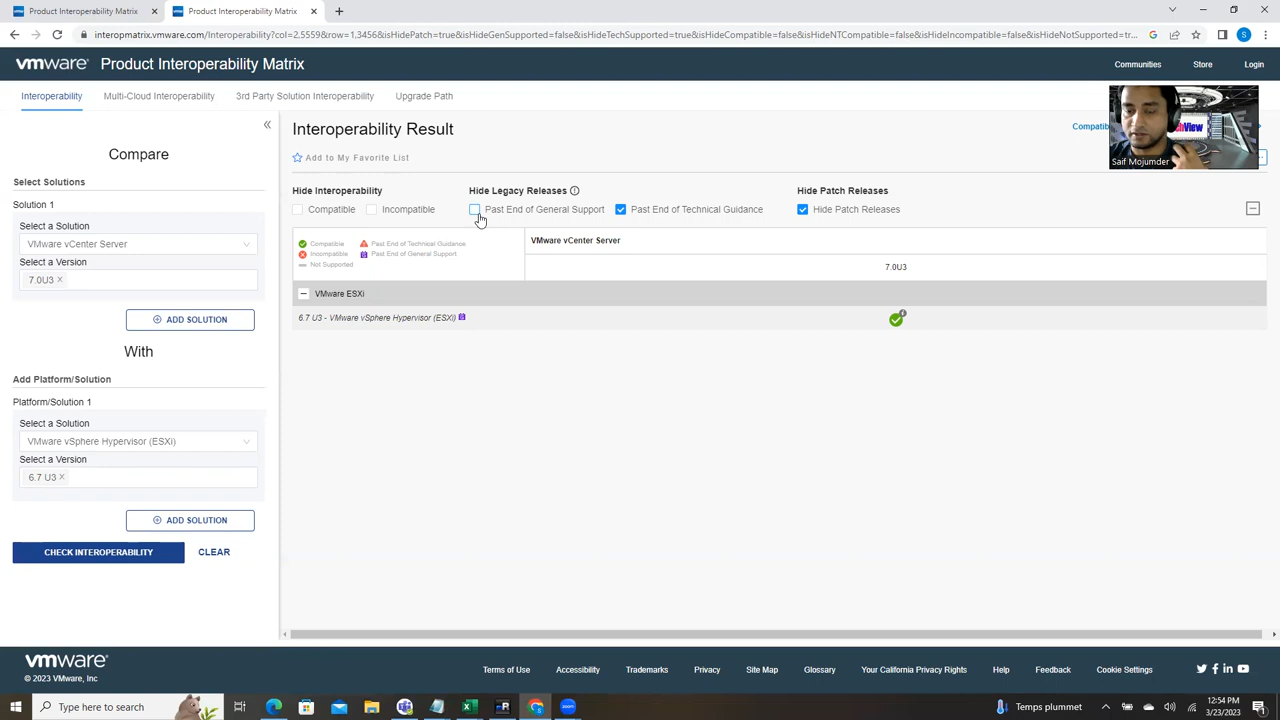 Product Interoperability Matrix
Product Interoperability Matrix
interopmatrix.vmware.com/Interoperability?col=2,5559&row=1,3456&isHidePatch=true&isHideGenSupported=false&isHideTechSupported=true&isHideCompatible=false&isHideNTCompatible=false&isHideIncompatible=false&isHideNotSupported=tr...
S
vmware Product Interoperability Matrix
Communities
Store
Login
Interoperability
Multi-Cloud Interoperability
3rd Party Solution Interoperability
Upgrade Path
Compare
Select Solutions
Solution 1
Select a Solution
VMware vCenter Server
Select a Version
7.0U3 ×
ADD SOLUTION
With
Add Platform/Solution
Platform/Solution 1
Select a Solution
VMware vSphere Hypervisor (ESXi)
Select a Version
6.7 U3 ×
ADD SOLUTION
CHECK INTEROPERABILITY
CLEAR
Interoperability Result
Add to My Favorite List
Saif Mojumder
Hide Interoperability
Compatible
Incompatible
Hide Legacy Releases
Past End of General Support
Past End of Technical Guidance
Hide Patch Releases
Hide Patch Releases
Compatible
Past End of Technical Guidance
Incompatible
Past End of General Support
Not Supported
VMware vCenter Server
7.0U3
VMware ESXi
6.7 U3 - VMware vSphere Hypervisor (ESXi)
vmware
© 2023 VMware, Inc
Terms of Use
Accessibility
Trademarks
Privacy
Site Map
Glossary
Your California Privacy Rights
Help
Feedback
Cookie Settings
Type here to search
Temps plummet
12:54 PM
3/23/2023